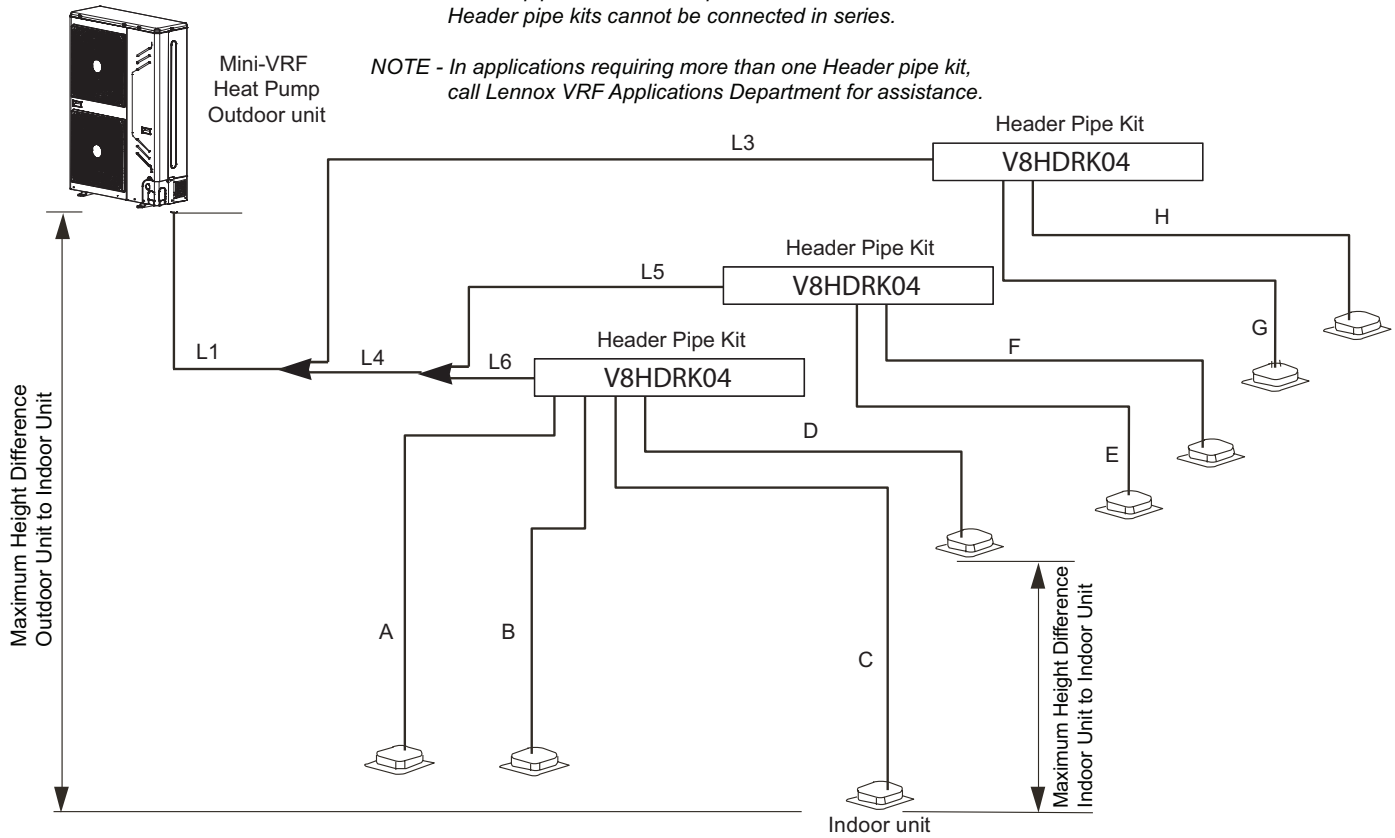 Header pipe kits cannot be connected in series.
NOTE - In applications requiring more than one Header pipe kit,
call Lennox VRF Applications Department for assistance.
Mini-VRF
Heat Pump
Outdoor unit
Header Pipe Kit
V8HDRK04
L3
H
Header Pipe Kit
V8HDRK04
L5
G
F
Header Pipe Kit
V8HDRK04
L1
L4
L6
D
E
A
B
C
Maximum Height Difference
Outdoor Unit to Indoor Unit
Maximum Height Difference
Indoor Unit to Indoor Unit
Indoor unit